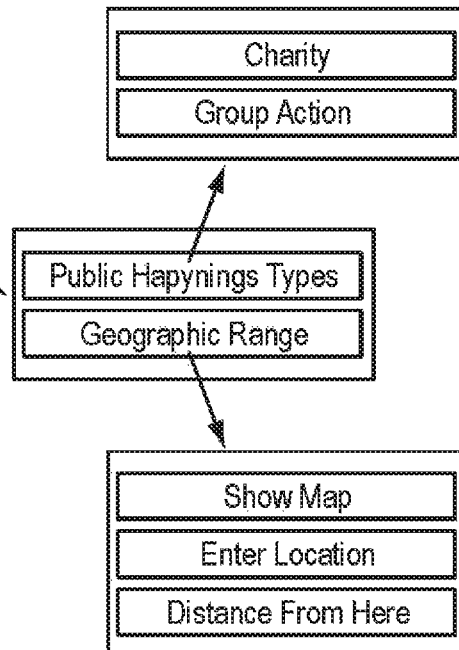 Charity
Group Action
Public Hapynings Types
Geographic Range
Show Map
Enter Location
Distance From Here